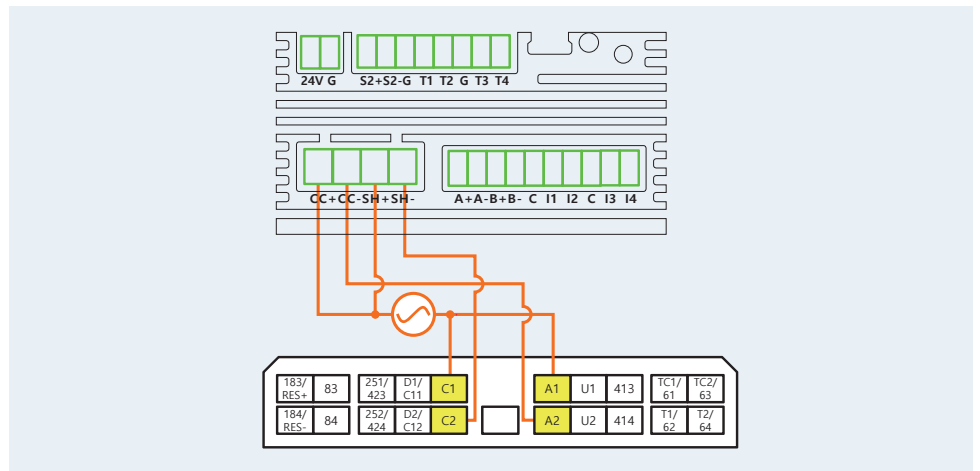 24V G S2+S2-G T1 T2 G T3 T4
CC+CC-SH+SH- A+A-B+B- C I1 I2 C I3 I4
183/
RES+
83
251/
423
D1/
C11
C1
A1
U1
413
TC1/
61
TC2/
63
184/
RES-
84
252/
424
D2/
C12
C2
A2
U2
414
T1/
62
T2/
64